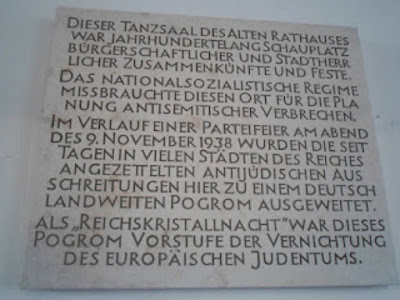 DIESER TANZSAAL DES ALTEN RATHAUSES
WAR JAHRHUNDERTELANG SCHAUPLATZ
BÜRGERSCHAFTLICHER UND STADTHERR
LICHER ZUSAMMENKÜNFTE UND FESTE.
DAS NATIONALSOZIALISTISCHE REGIME
MISSBRAUCHTE DIESEN ORT FÜR DIE PLA
NUNG ANTISEMITISCHER VERBRECHEN.
IM VERLAUF EINER PARTEIFEIER AM ABEND
DES 9. NOVEMBER 1938 WURDEN DIE SEIT
TAGEN IN VIELEN STÄDTEN DES REICHES
ANGEZETTELTEN ANTIJÜDISCHEN AUS
SCHREITUNGEN HIER ZU EINEM DEUTSCH
LANDWEITEN POGROM AUSGEWEITET.
ALS „REICHSKRISTALLNACHT" WAR DIESES
POGROM VORSTUFE DER VERNICHTUNG
DES EUROPÄISCHEN JUDENTUMS.